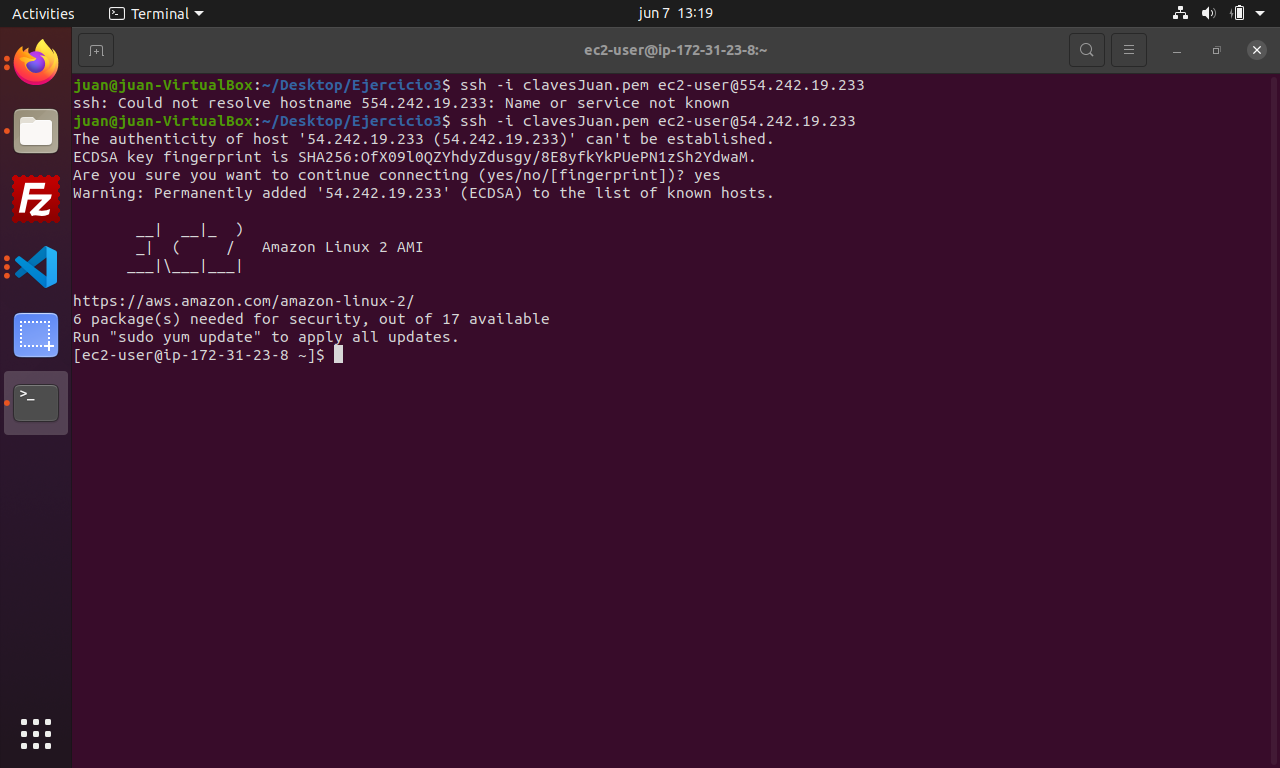 Activities Terminal jun 7 13:19
ec2-user@ip-172-31-23-8:~
juan@juan-VirtualBox:~/Desktop/Ejercicio3$ ssh -i clavesJuan.pem ec2-user@554.242.19.233
ssh: Could not resolve hostname 554.242.19.233: Name or service not known
juan@juan-VirtualBox:~/Desktop/Ejercicio3$ ssh -i clavesJuan.pem ec2-user@54.242.19.233
The authenticity of host '54.242.19.233 (54.242.19.233)' can't be established.
ECDSA key fingerprint is SHA256:OfX09l0QZYhdyZdusgy/8E8yfkYkPUePN1zSh2YdwaM.
Are you sure you want to continue connecting (yes/no/[fingerprint])? yes
Warning: Permanently added '54.242.19.233' (ECDSA) to the list of known hosts.
       __|  __|_  )
       _|  (     /   Amazon Linux 2 AMI
      ___|\___|___|
https://aws.amazon.com/amazon-linux-2/
6 package(s) needed for security, out of 17 available
Run "sudo yum update" to apply all updates.
[ec2-user@ip-172-31-23-8 ~]$
Fz
>_